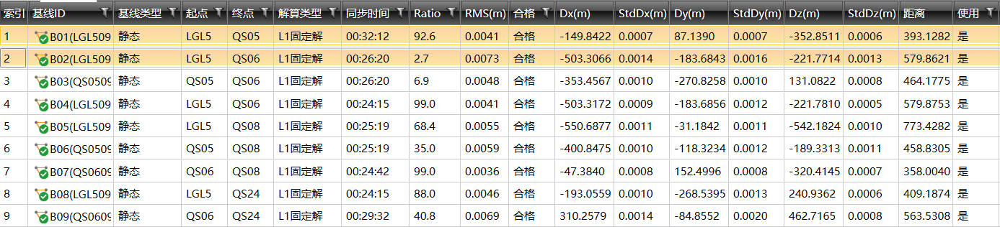 索引 基线ID 基线类型 起点 终点 解算类型 同步时间 Ratio RMS(m) 合格 Dx(m) StdDx(m) Dy(m) StdDy(m) Dz(m) StdDz(m) 距离 使用
1 B01(LGL509 静态 LGL5 QS05 L1固定解 00:32:12 92.6 0.0041 合格 -149.8422 0.0007 87.1390 0.0007 -352.8511 0.0006 393.1282 是
2 B02(LGL509 静态 LGL5 QS06 L1固定解 00:26:20 2.7 0.0073 合格 -503.3066 0.0014 -183.6843 0.0016 -221.7714 0.0013 579.8621 是
3 B03(QS0509 静态 QS05 QS06 L1固定解 00:26:20 6.9 0.0048 合格 -353.4567 0.0010 -270.8258 0.0010 131.0822 0.0008 464.1775 是
4 B04(LGL509 静态 LGL5 QS06 L1固定解 00:24:15 99.0 0.0041 合格 -503.3172 0.0009 -183.6856 0.0012 -221.7810 0.0005 579.8753 是
5 B05(LGL509 静态 LGL5 QS08 L1固定解 00:25:19 68.4 0.0055 合格 -550.6877 0.0011 -31.1842 0.0011 -542.1824 0.0010 773.4282 是
6 B06(QS0509 静态 QS05 QS08 L1固定解 00:25:19 35.0 0.0059 合格 -400.8475 0.0010 -118.3234 0.0012 -189.3313 0.0011 458.8305 是
7 B07(QS0609 静态 QS06 QS08 L1固定解 00:24:42 99.0 0.0036 合格 -47.3840 0.0008 152.4996 0.0008 -320.4145 0.0007 358.0040 是
8 B08(LGL509 静态 LGL5 QS24 L1固定解 00:24:15 88.0 0.0046 合格 -193.0559 0.0010 -268.5395 0.0013 240.9362 0.0006 409.1874 是
9 B09(QS0609 静态 QS06 QS24 L1固定解 00:29:32 40.8 0.0069 合格 310.2579 0.0014 -84.8552 0.0020 462.7165 0.0008 563.5308 是